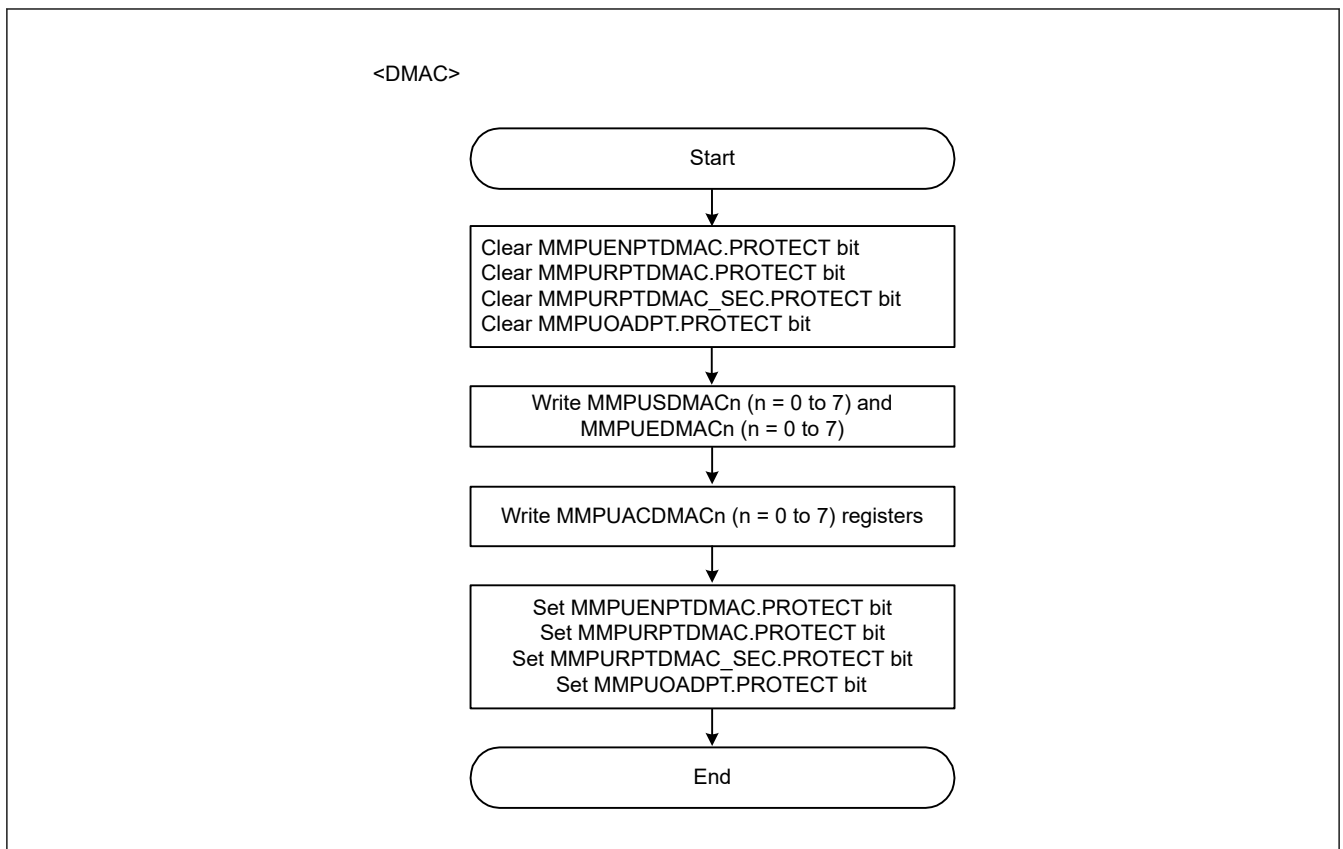 <DMAC>
Start
Clear MMPUENPTDMAC.PROTECT bit
Clear MMPURPTDMAC.PROTECT bit
Clear MMPURPTDMAC_SEC.PROTECT bit
Clear MMPUOADPT.PROTECT bit
Write MMPUSDMACn (n = 0 to 7) and
MMPUEDMACn (n = 0 to 7)
Write MMPUACDMACn (n = 0 to 7) registers
Set MMPUENPTDMAC.PROTECT bit
Set MMPURPTDMAC.PROTECT bit
Set MMPURPTDMAC_SEC.PROTECT bit
Set MMPUOADPT.PROTECT bit
End